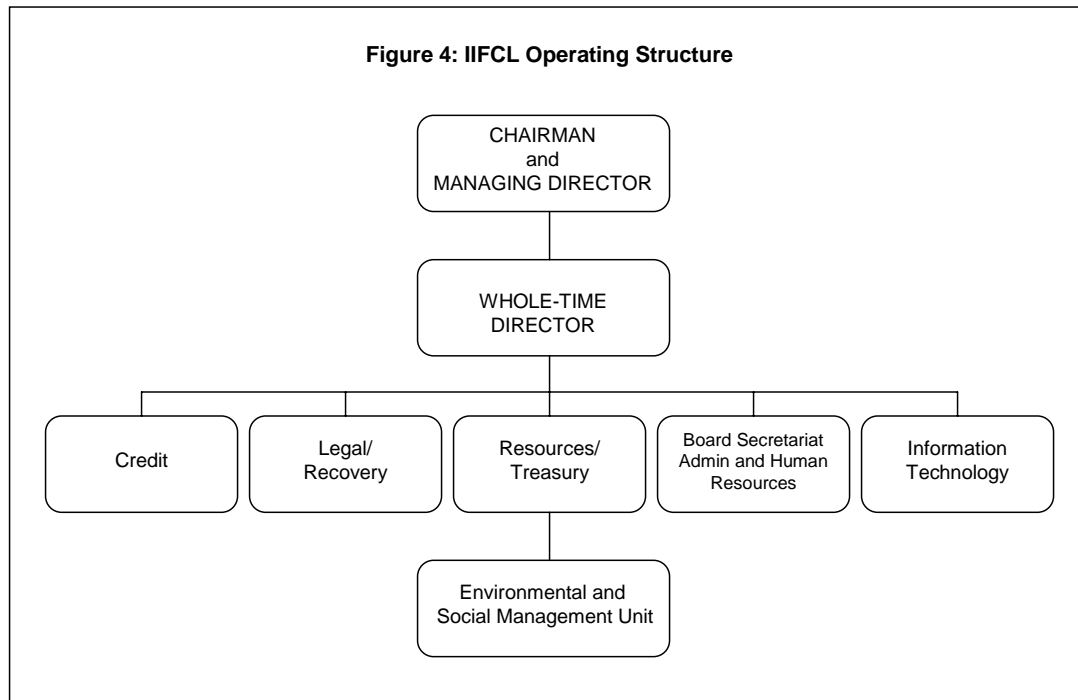 Figure 4: IIFCL Operating Structure
CHAIRMAN
and
MANAGING DIRECTOR
WHOLE-TIME
DIRECTOR
Credit
Legal/
Recovery
Resources/
Treasury
Board Secretariat
Admin and Human
Resources
Information
Technology
Environmental and
Social Management Unit